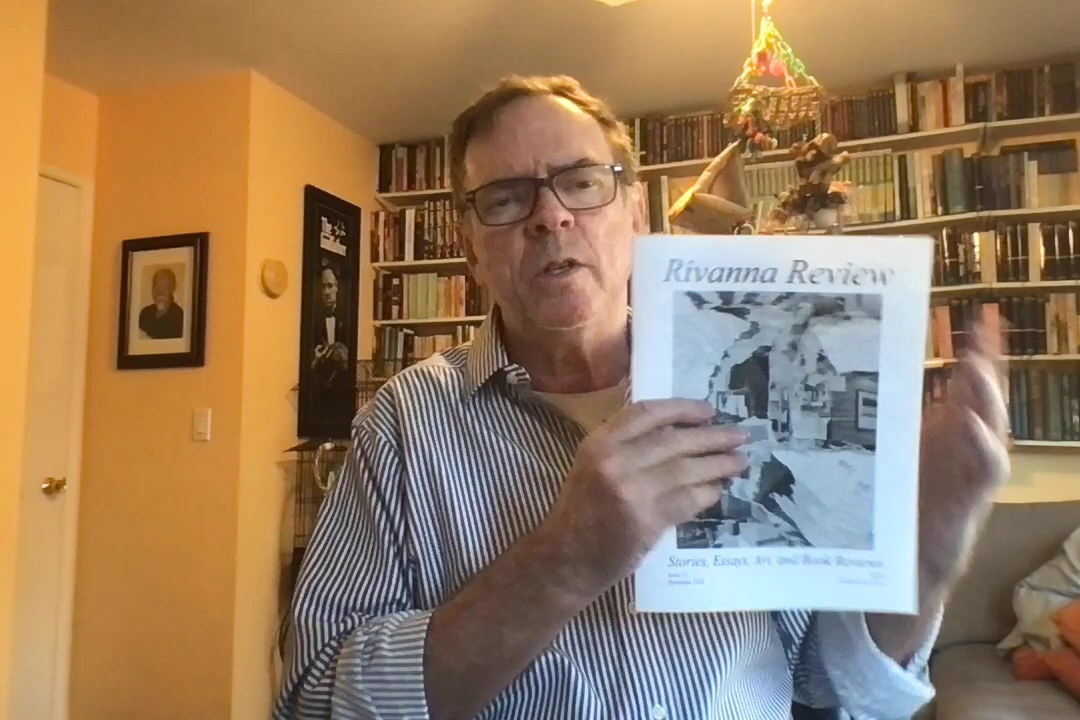 The
Godfather
Rivanna Review
Stories, Essays, Art, and Book Reviews